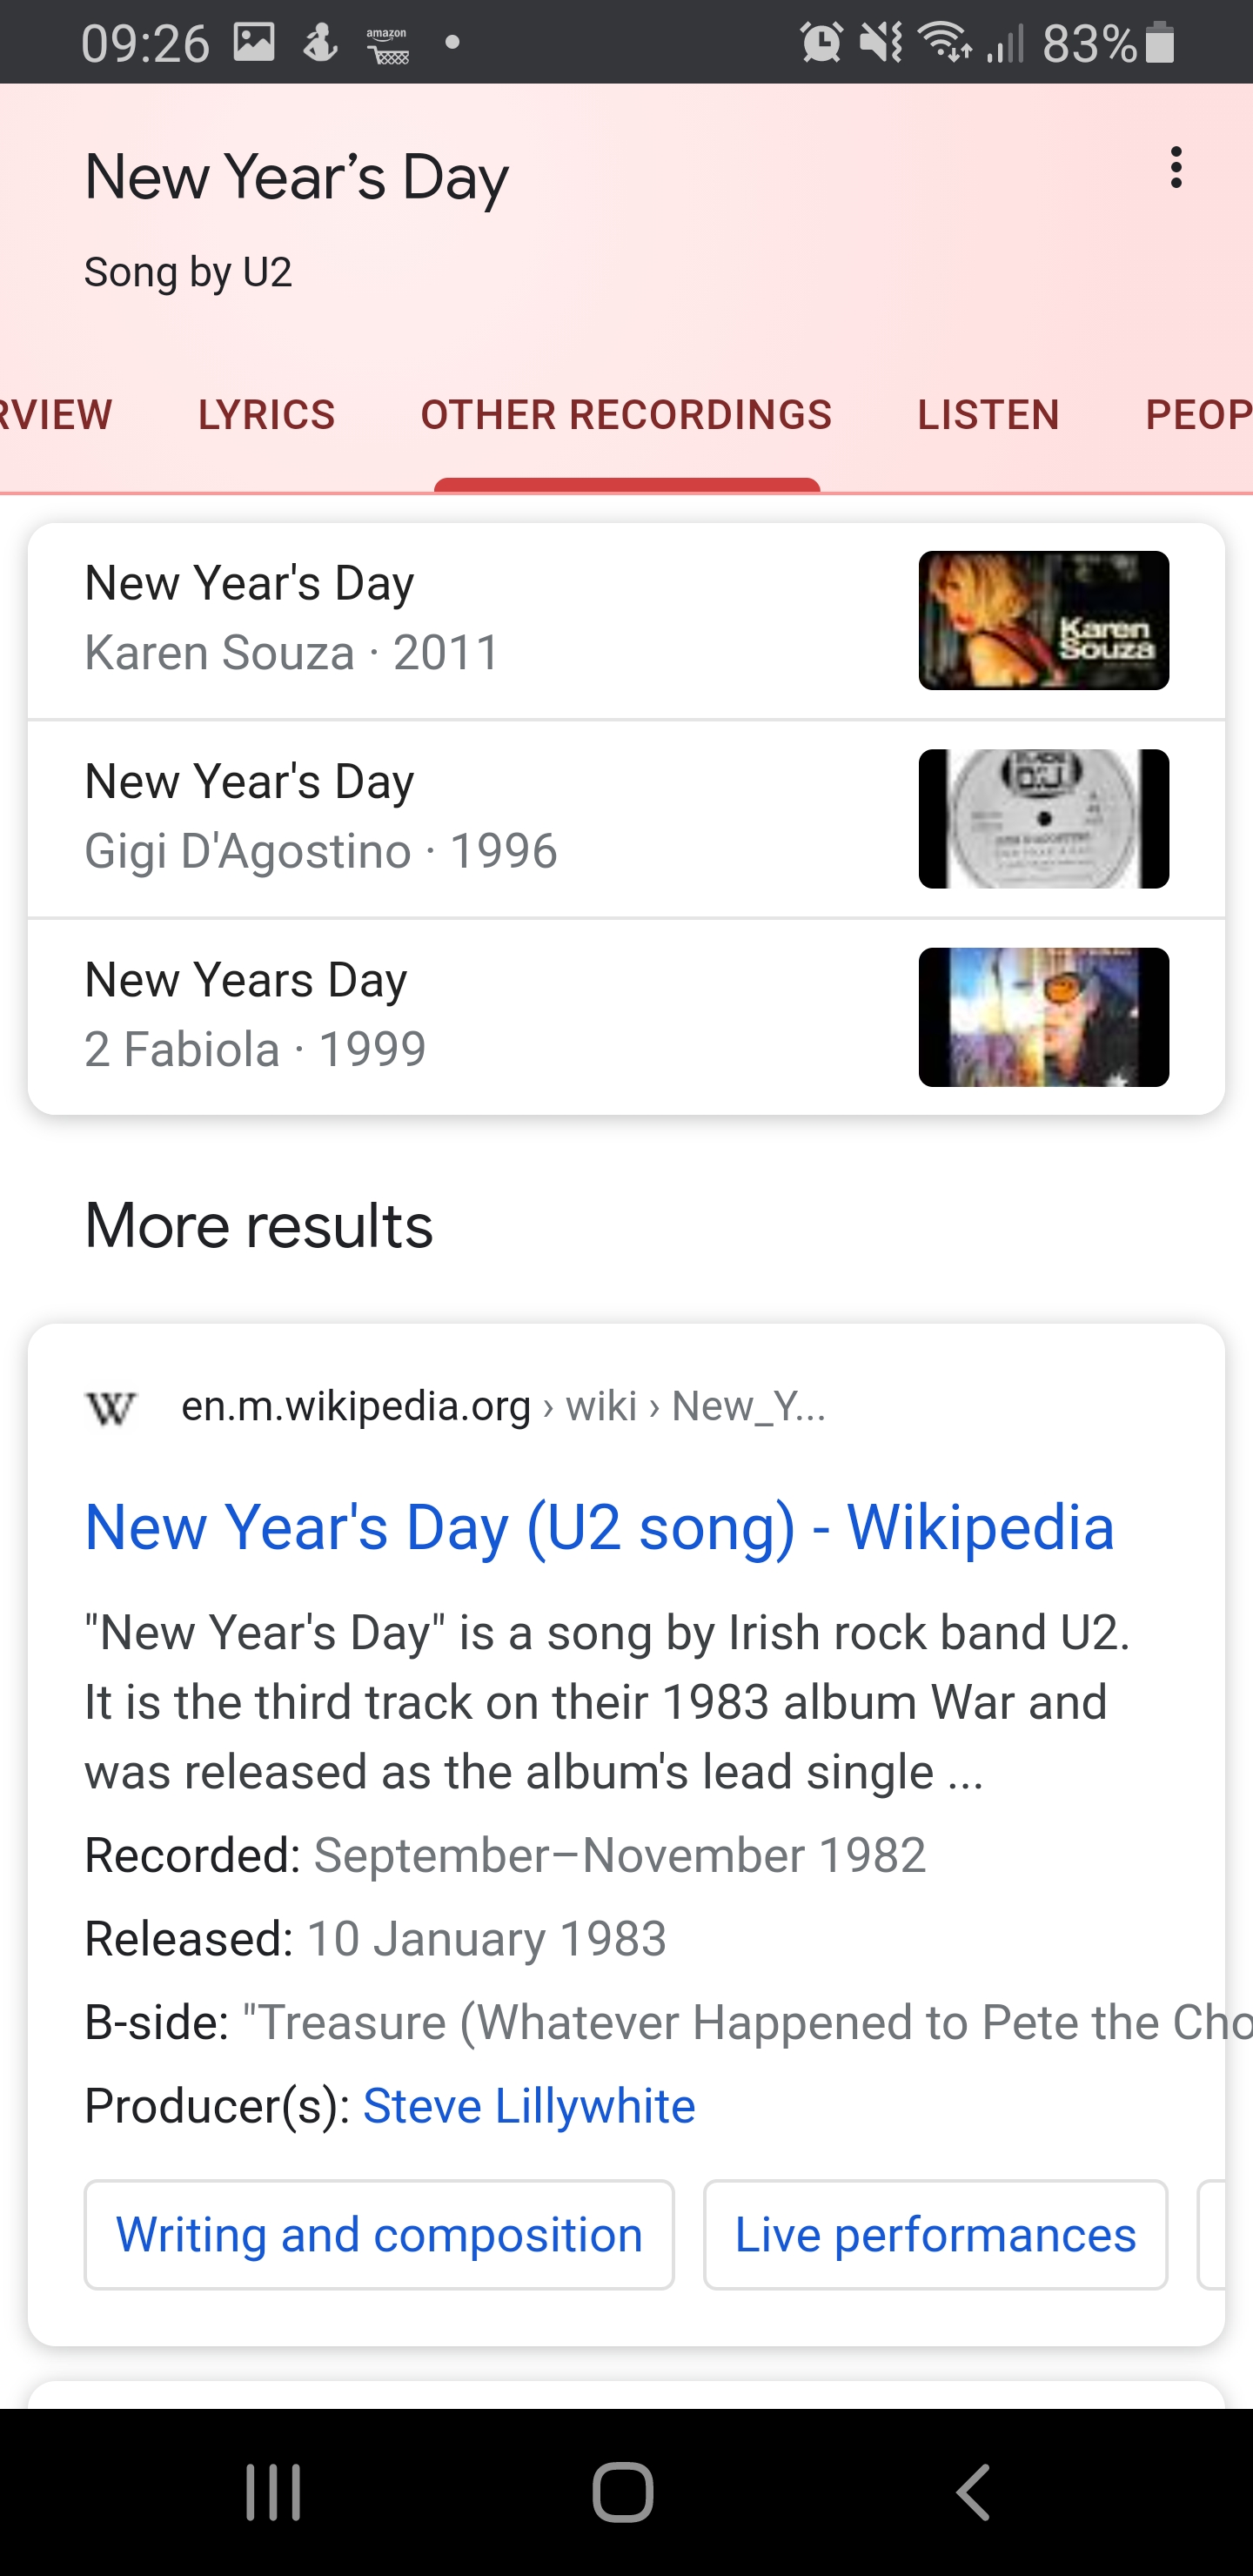 09:26 amazon 83%
New Year’s Day
Song by U2
RVIEW LYRICS OTHER RECORDINGS LISTEN PEOP
New Year's Day
Karen Souza · 2011
Karen
Souza
New Year's Day
Gigi D'Agostino · 1996
New Years Day
2 Fabiola · 1999
More results
W en.m.wikipedia.org › wiki › New_Y...
New Year's Day (U2 song) - Wikipedia
"New Year's Day" is a song by Irish rock band U2.
It is the third track on their 1983 album War and
was released as the album's lead single ...
Recorded: September–November 1982
Released: 10 January 1983
B-side: "Treasure (Whatever Happened to Pete the Cho
Producer(s): Steve Lillywhite
Writing and composition Live performances